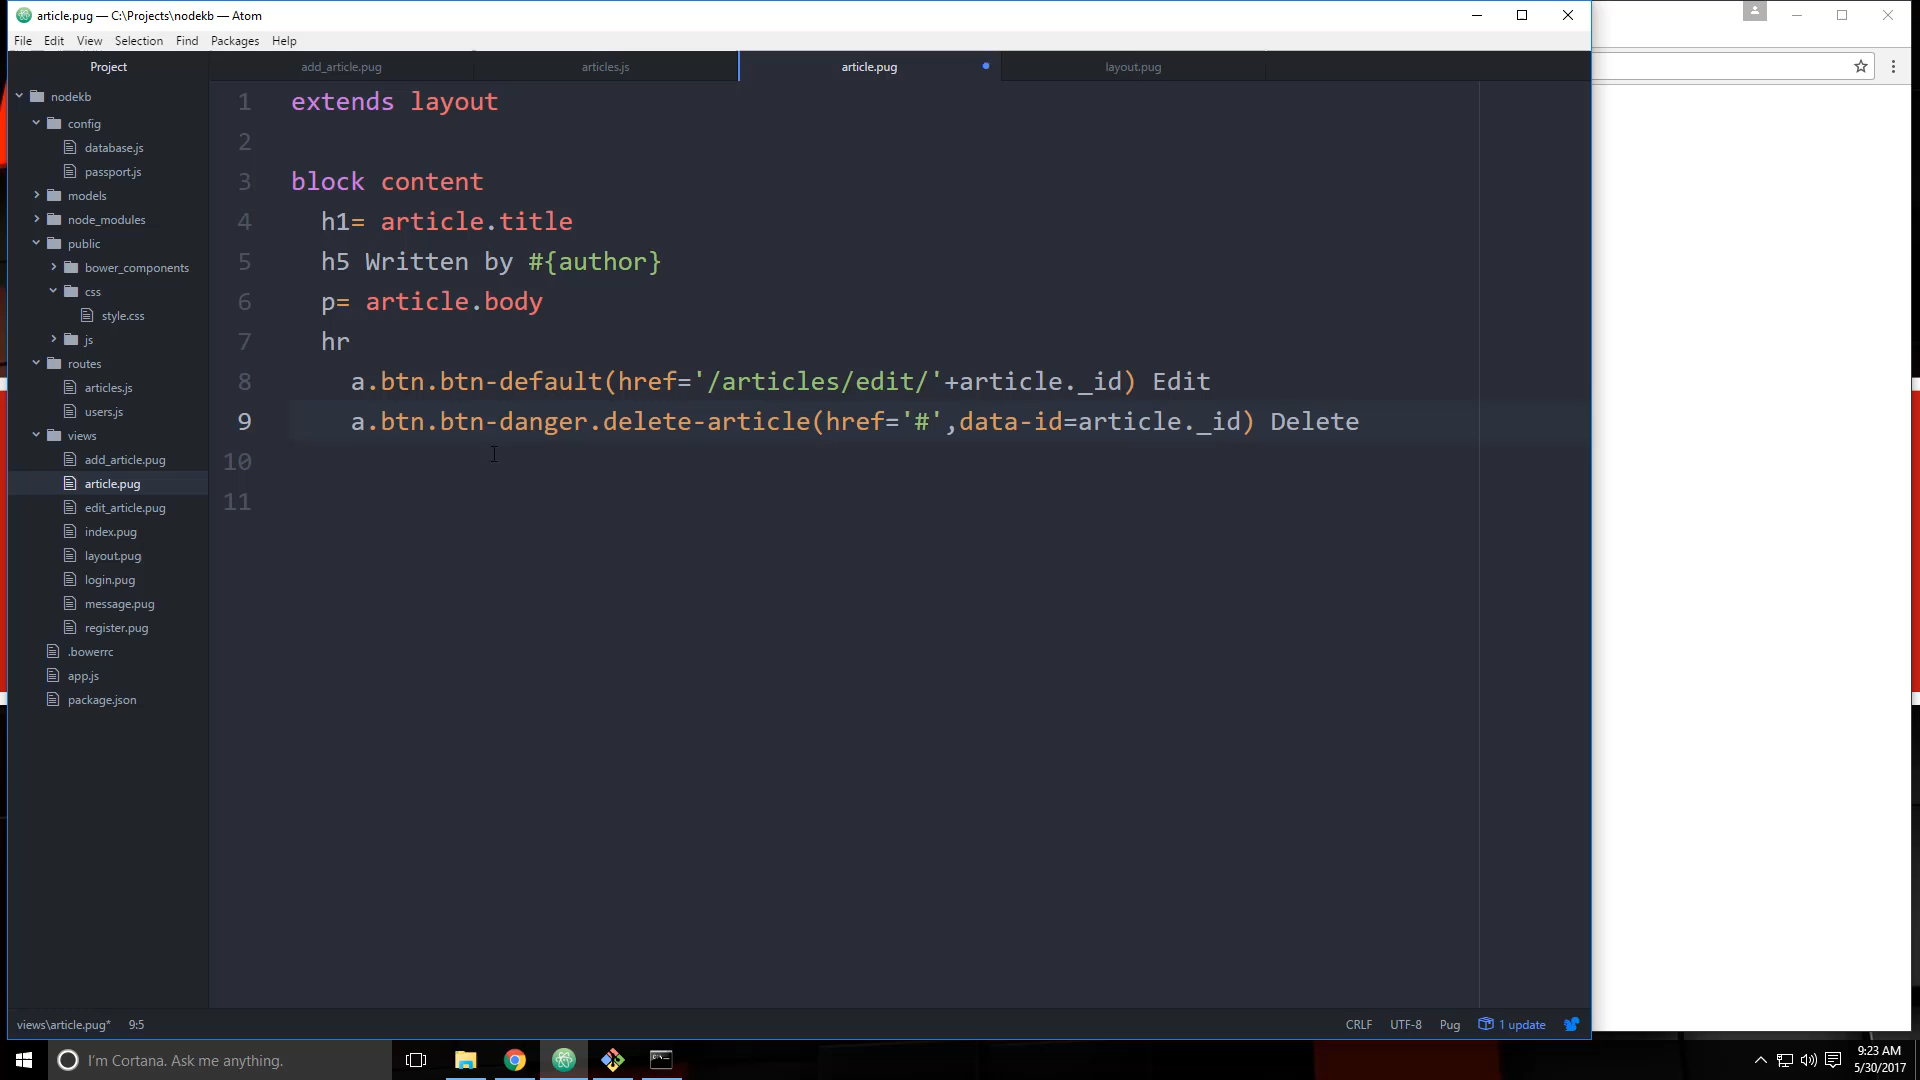 article.pug — C:\Projects\nodekb — Atom
File Edit View Selection Find Packages Help
Project
add_article.pug
articles.js
article.pug
layout.pug
nodekb
config
database.js
passport.js
models
node_modules
public
bower_components
css
style.css
js
routes
articles.js
users.js
views
add_article.pug
article.pug
edit_article.pug
index.pug
layout.pug
login.pug
message.pug
register.pug
.bowerrc
app.js
package.json
1 extends layout
2
3 block content
4 h1= article.title
5 h5 Written by #{author}
6 p= article.body
7 hr
8 a.btn.btn-default(href='/articles/edit/'+article._id) Edit
9 a.btn.btn-danger.delete-article(href='#',data-id=article._id) Delete
10
11
views\article.pug* 9:5
CRLF UTF-8 Pug 1 update
I'm Cortana. Ask me anything.
9:23 AM
5/30/2017